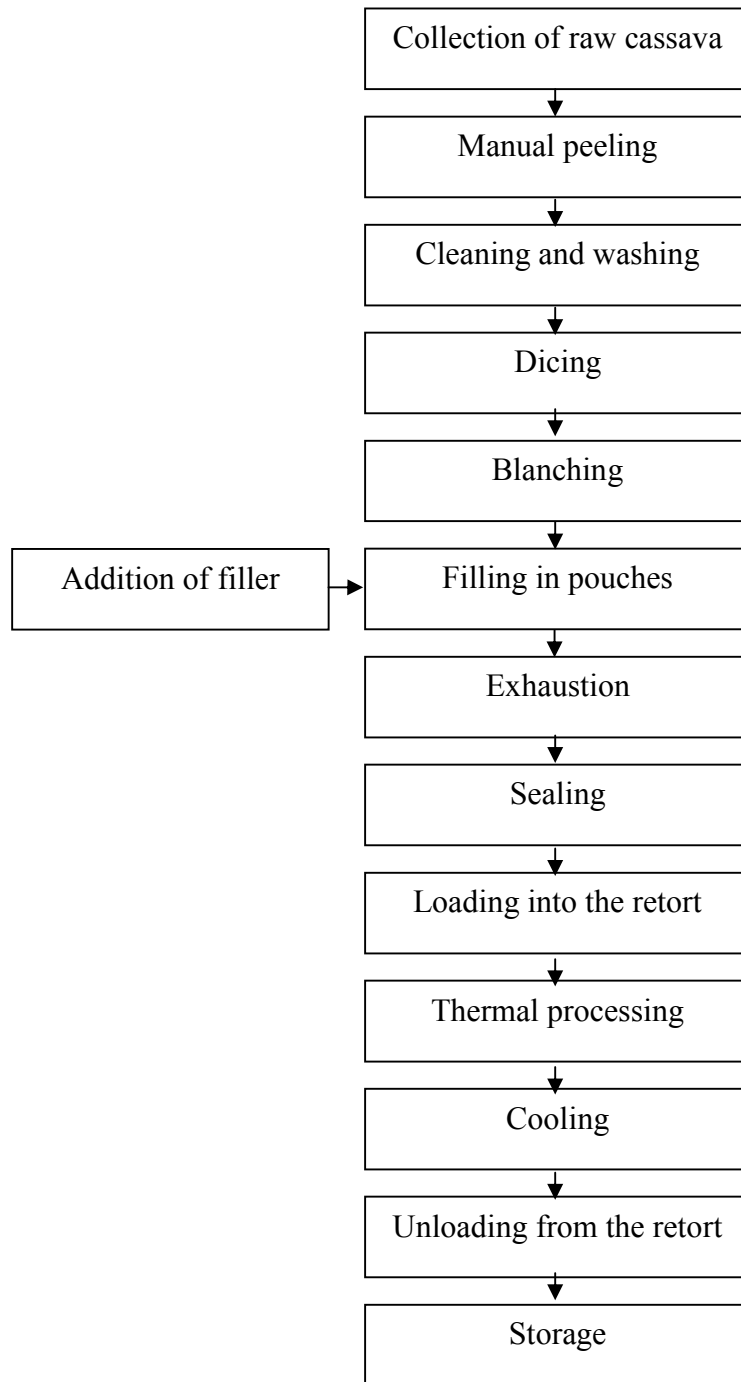 Collection of raw cassava
Manual peeling
Cleaning and washing
Dicing
Blanching
Addition of filler
Filling in pouches
Exhaustion
Sealing
Loading into the retort
Thermal processing
Cooling
Unloading from the retort
Storage